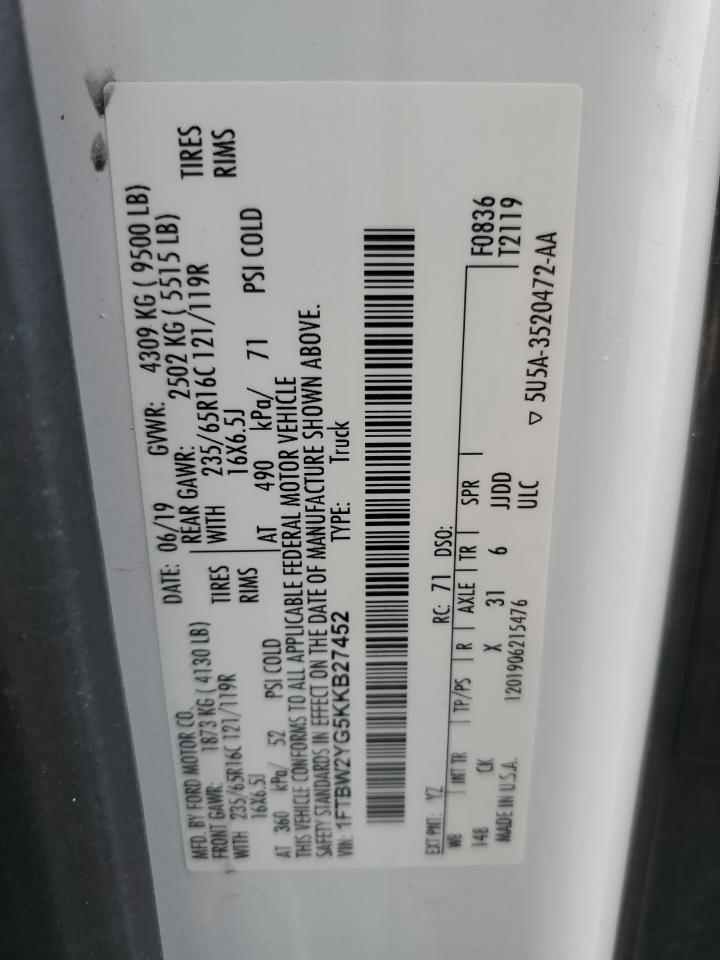 MFD. BY FORD MOTOR CO.
DATE: 06/19 GVWR: 4309 KG ( 9500 LB)
FRONT GAWR: 1873 KG ( 4130 LB) REAR GAWR: 2502 KG ( 5515 LB)
WITH 235/65R16C 121/119R TIRES WITH 235/65R16C 121/119R TIRES
16X6.5J RIMS 16X6.5J RIMS
AT 360 kPa/ 52 PSI COLD AT 490 kPa/ 71 PSI COLD
THIS VEHICLE CONFORMS TO ALL APPLICABLE FEDERAL MOTOR VEHICLE
SAFETY STANDARDS IN EFFECT ON THE DATE OF MANUFACTURE SHOWN ABOVE.
VIN: 1FTBW2YG5KKB27452 TYPE: Truck
EXT PNT: YZ RC: 71 DSO: F0836
WB INT TR TP/PS R AXLE TR SPR T2119
148 CK X 31 6 JJDD
MADE IN U.S.A. 1201906215476 ULC
▽ 5U5A-3520472-AA